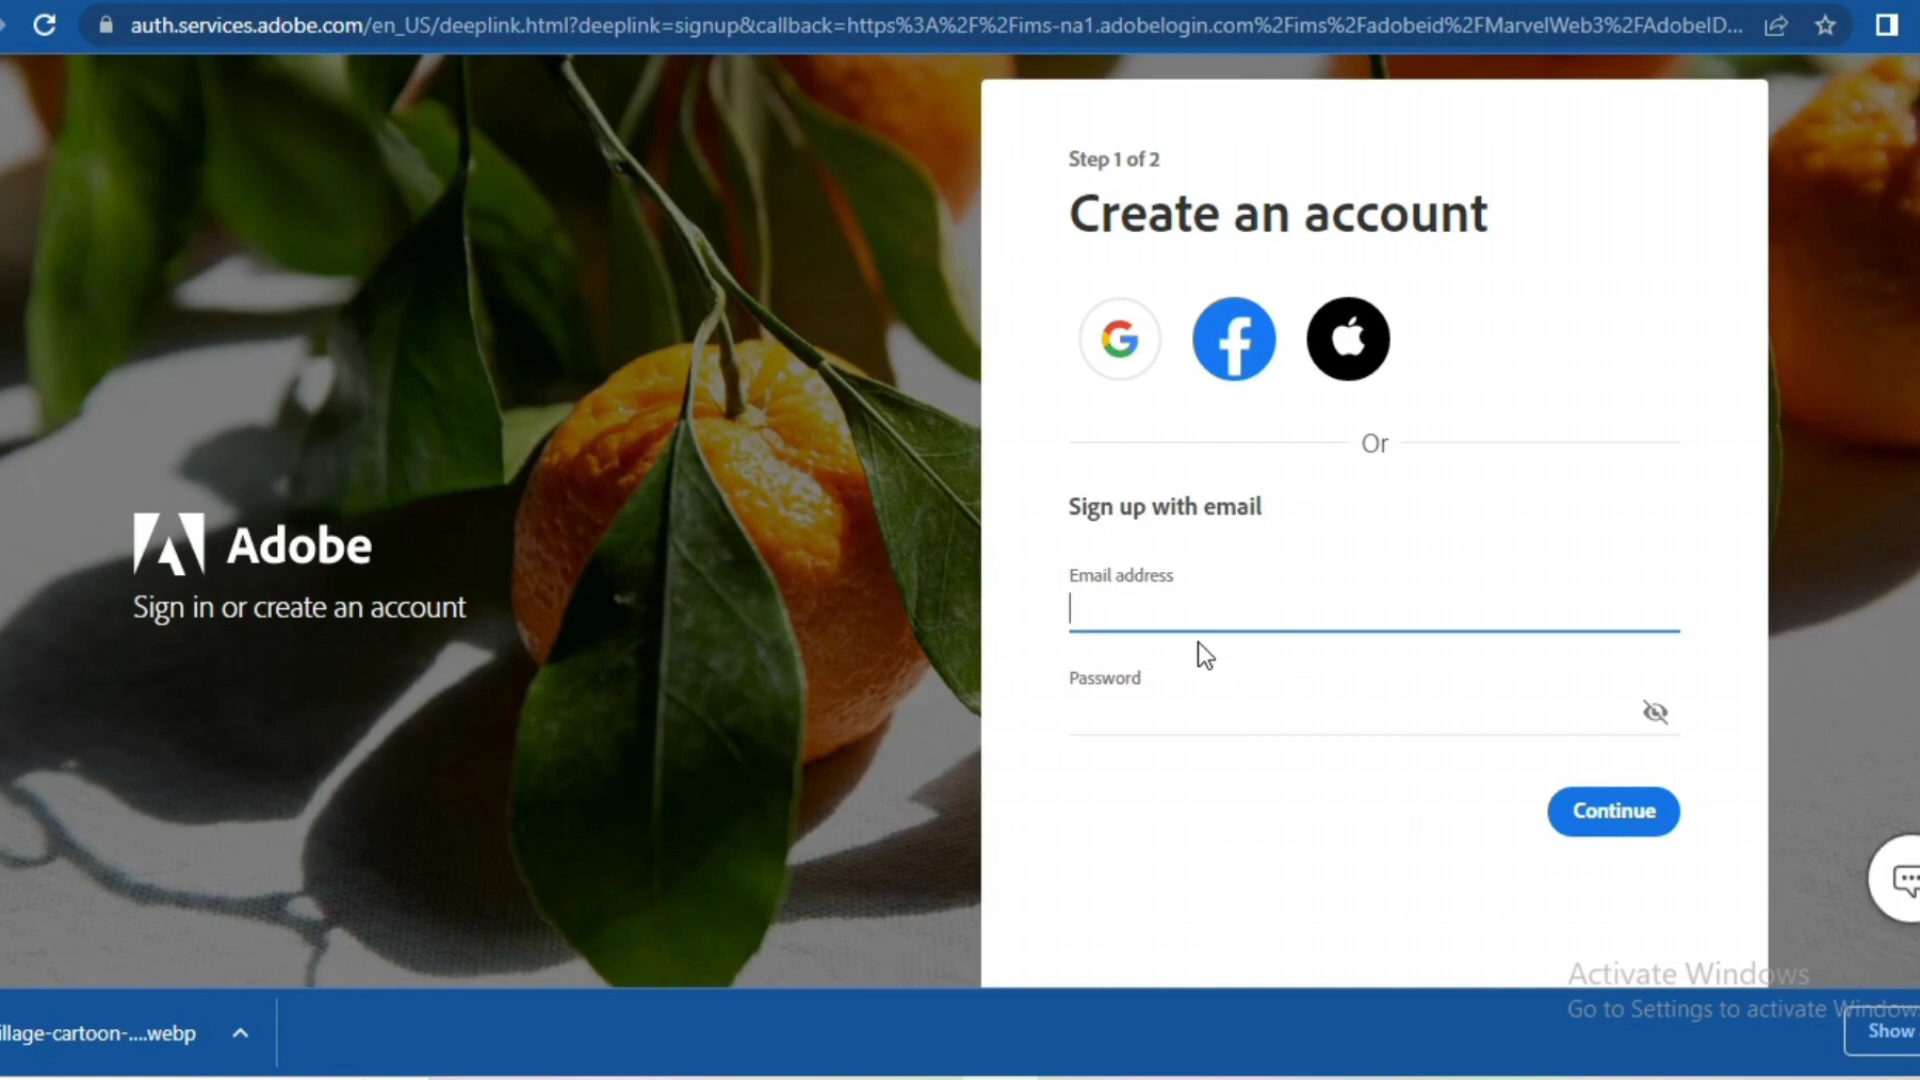 auth.services.adobe.com/en_US/deeplink.html?deeplink=signup&callback=https%3A%2F%2Fims-na1.adobelogin.com%2Fims%2Fadobeid%2FMarvelWeb3%2FAdobeID...
Step 1 of 2
Create an account
Or
Sign up with email
Email address
Password
Continue
Adobe
Sign in or create an account
Activate Windows
Go to Settings to activate Windows
illage-cartoon-....webp
Show